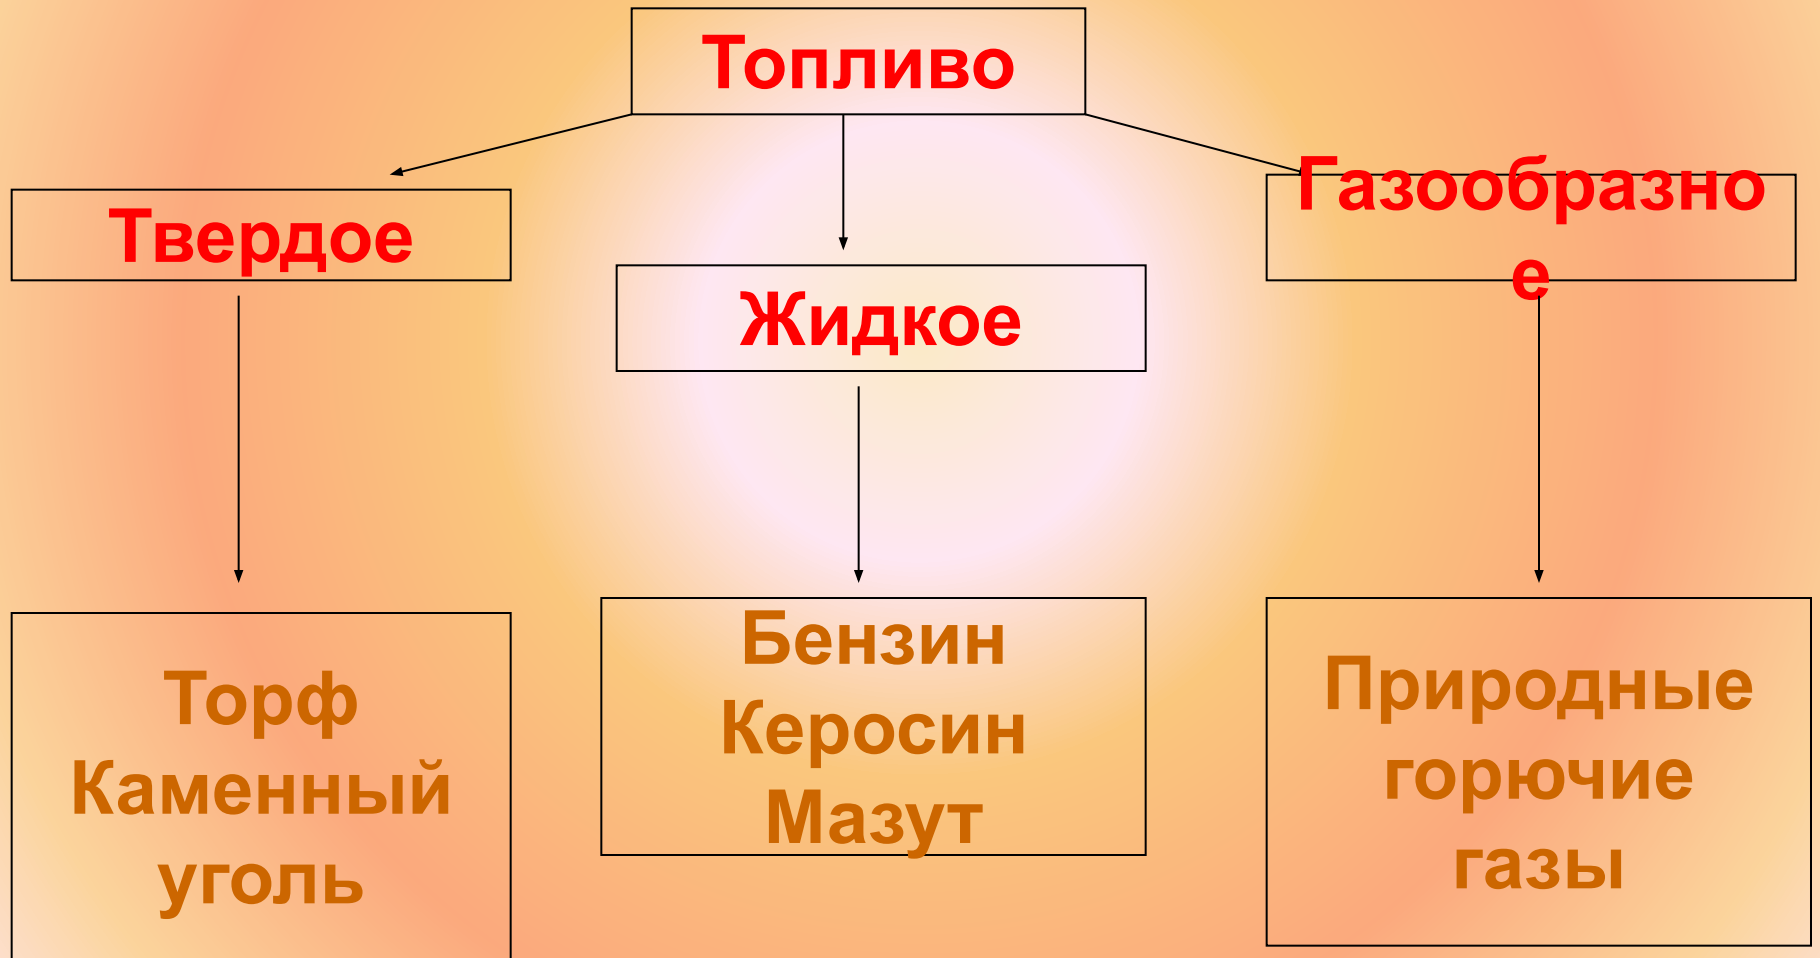 Топливо
Твердое
Жидкое
Газообразно
е
Торф
Каменный
уголь
Бензин
Керосин
Мазут
Природные
горючие
газы